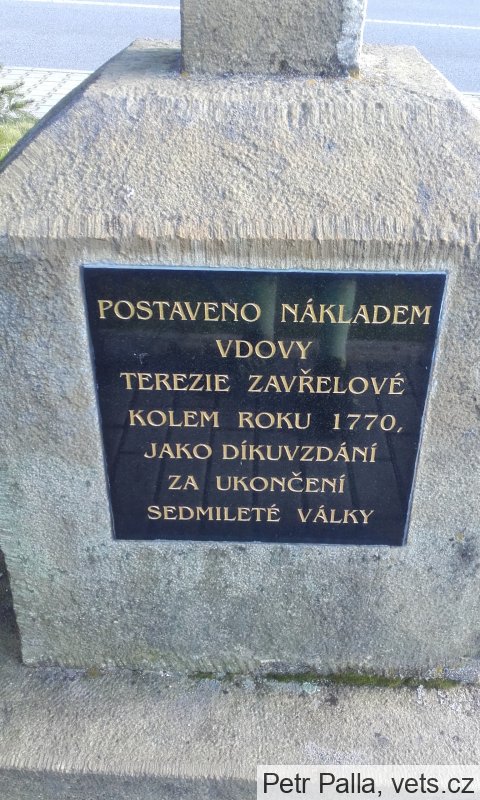 POSTAVENO NÁKLADEM
VDOVY
TEREZIE ZAVŘELOVÉ
KOLEM ROKU 1770,
JAKO DÍKUVZDÁNÍ
ZA UKONČENÍ
SEDMILETÉ VÁLKY
Petr Palla, vets.cz